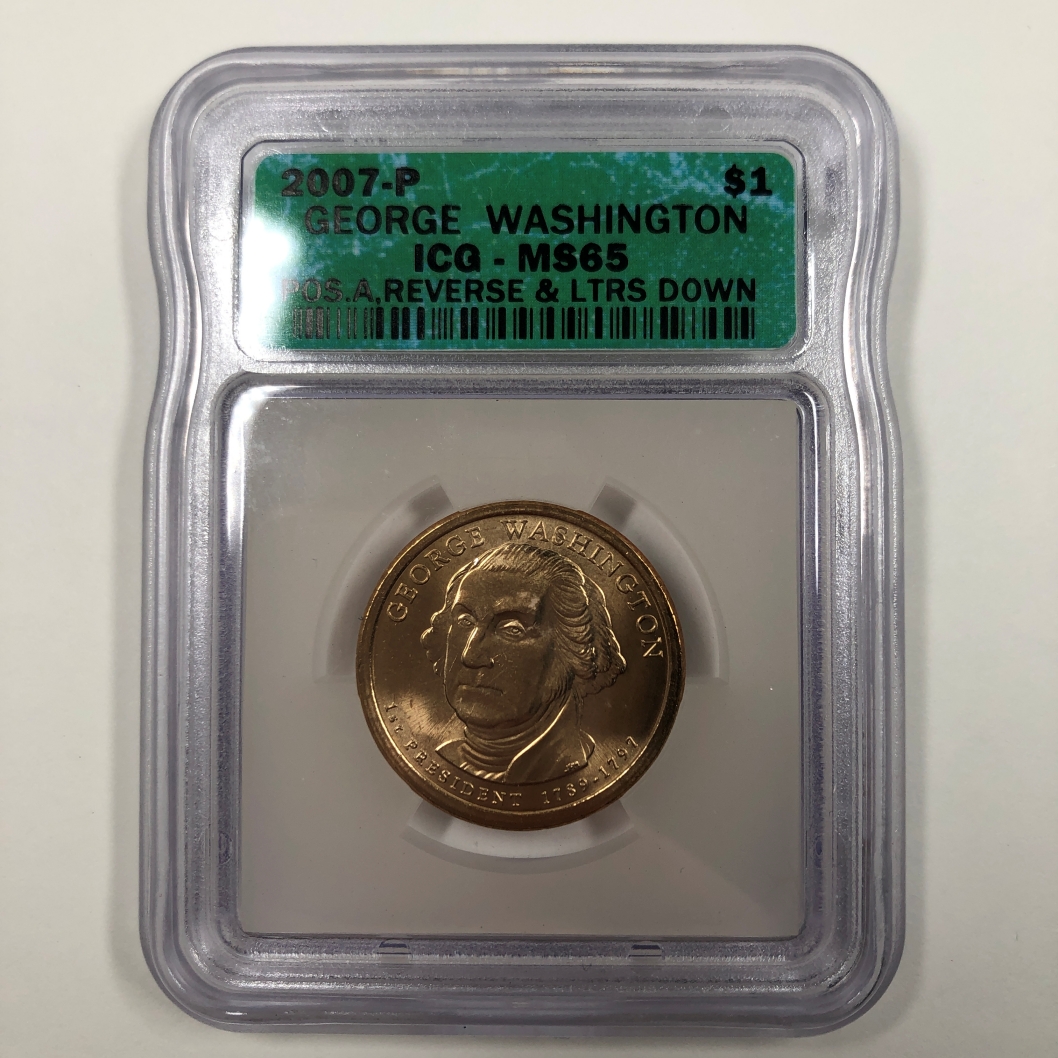 2007-P $1
GEORGE WASHINGTON
ICG - MS65
POS.A,REVERSE & LTRS DOWN
GEORGE WASHINGTON
1ST PRESIDENT 1789-1797